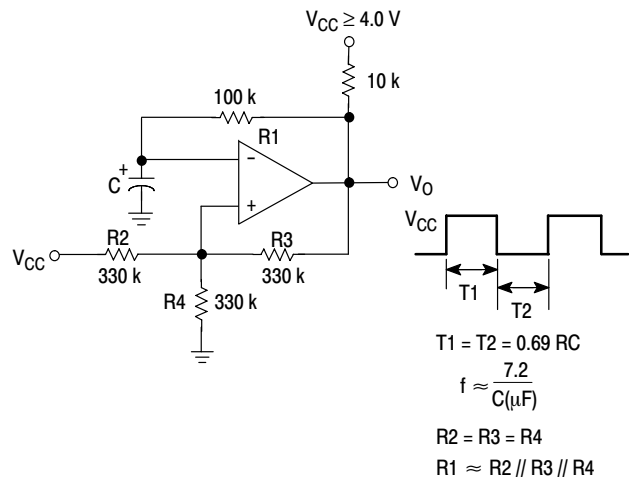 V_CC ≥ 4.0 V
10 k
100 k
R1
C
+
−
+
V_O
V_CC
R2
330 k
R3
330 k
R4
330 k
V_CC
T1
T2
T1 = T2 = 0.69 RC
f ≈ 7.2
C(μF)
R2 = R3 = R4
R1 ≈ R2 // R3 // R4